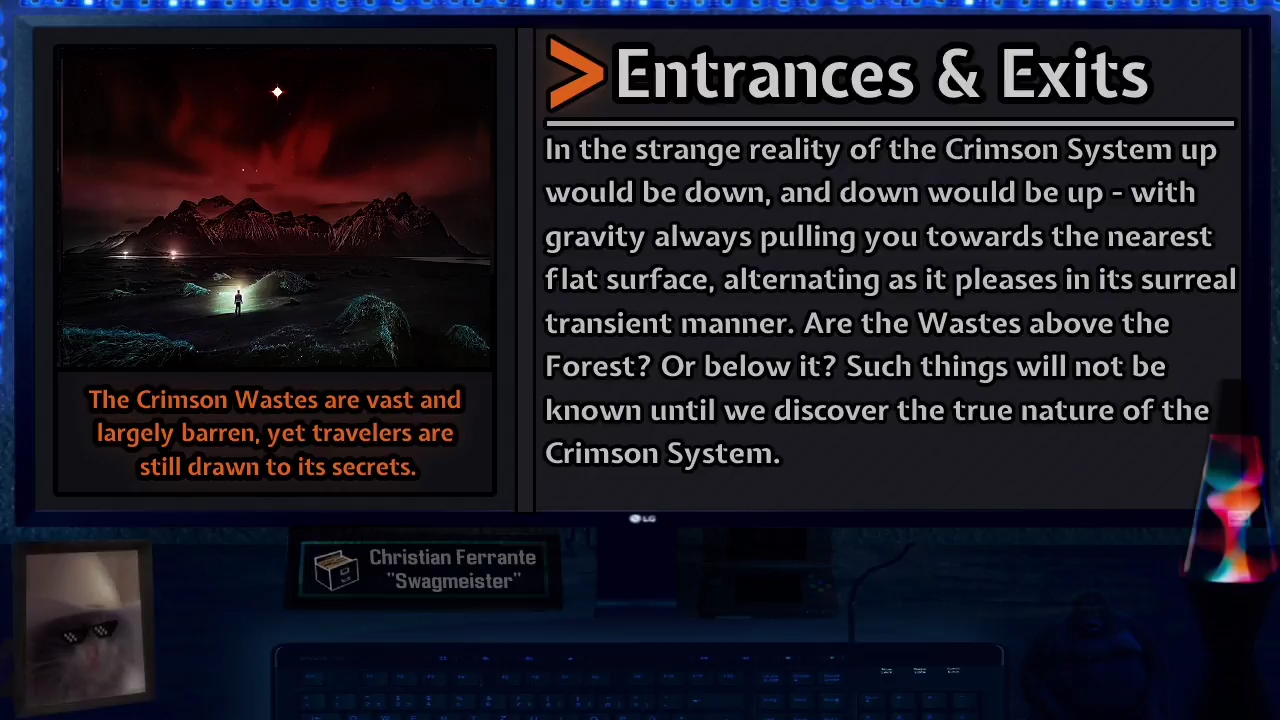 >Entrances & Exits
In the strange reality of the Crimson System up
would be down, and down would be up - with
gravity always pulling you towards the nearest
flat surface, alternating as it pleases in its surreal
transient manner. Are the Wastes above the
Forest? Or below it? Such things will not be
known until we discover the true nature of the
Crimson System.
The Crimson Wastes are vast and
largely barren, yet travelers are
still drawn to its secrets.
LG
Christian Ferrante
"Swagmeister"